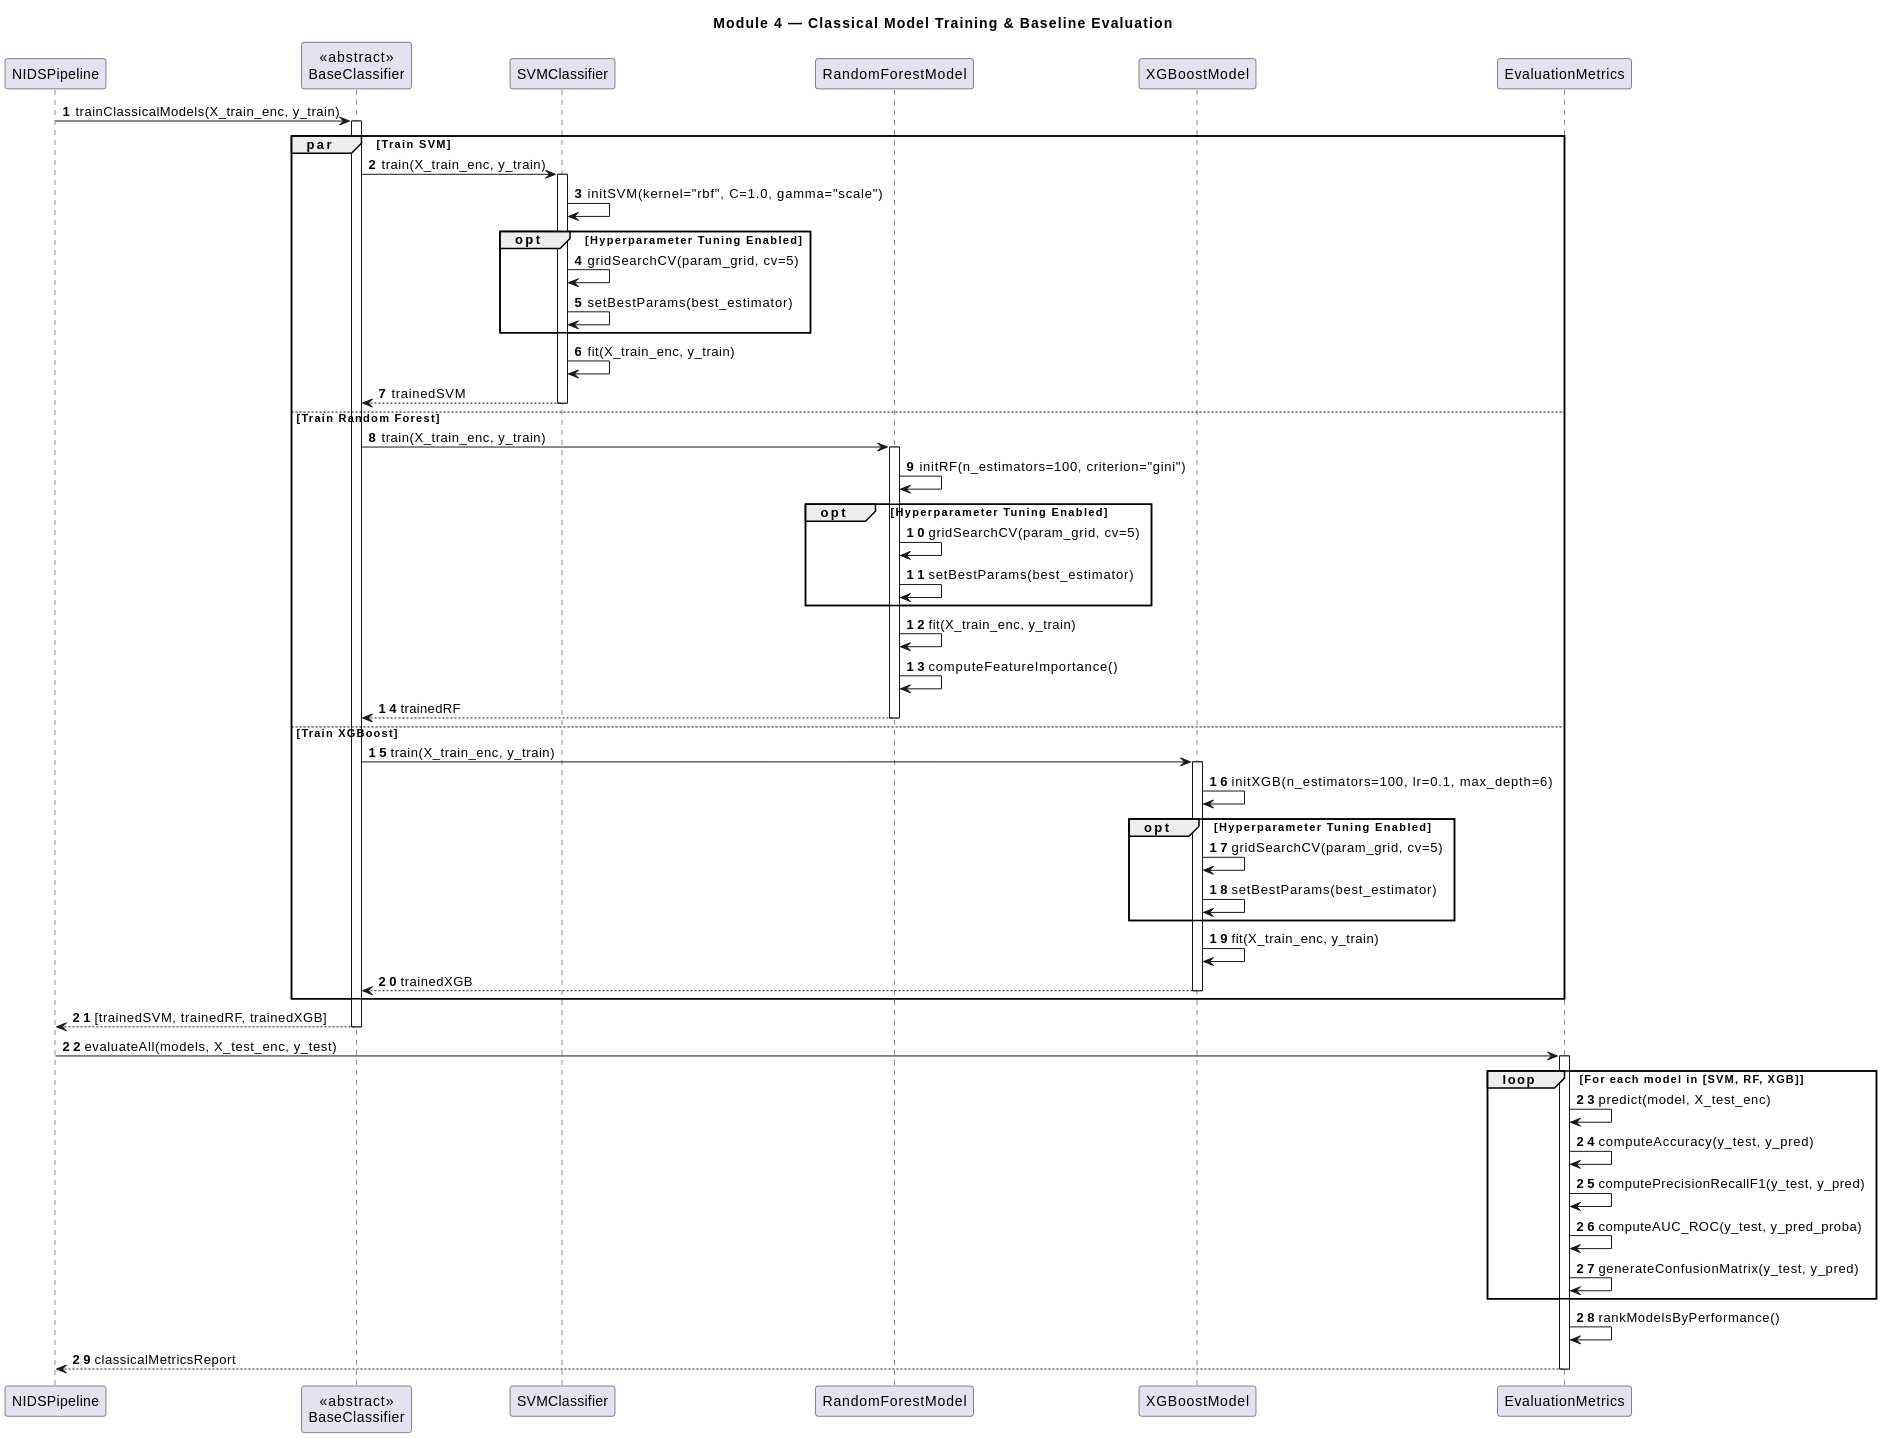 Module 4 — Classical Model Training & Baseline Evaluation
NIDSPipeline
«abstract»
BaseClassifier
SVMClassifier
RandomForestModel
XGBoostModel
EvaluationMetrics
1 trainClassicalModels(X_train_enc, y_train)
par [Train SVM]
2 train(X_train_enc, y_train)
3 initSVM(kernel="rbf", C=1.0, gamma="scale")
opt [Hyperparameter Tuning Enabled]
4 gridSearchCV(param_grid, cv=5)
5 setBestParams(best_estimator)
6 fit(X_train_enc, y_train)
7 trainedSVM
[Train Random Forest]
8 train(X_train_enc, y_train)
9 initRF(n_estimators=100, criterion="gini")
opt [Hyperparameter Tuning Enabled]
10 gridSearchCV(param_grid, cv=5)
11 setBestParams(best_estimator)
12 fit(X_train_enc, y_train)
13 computeFeatureImportance()
14 trainedRF
[Train XGBoost]
15 train(X_train_enc, y_train)
16 initXGB(n_estimators=100, lr=0.1, max_depth=6)
opt [Hyperparameter Tuning Enabled]
17 gridSearchCV(param_grid, cv=5)
18 setBestParams(best_estimator)
19 fit(X_train_enc, y_train)
20 trainedXGB
21 [trainedSVM, trainedRF, trainedXGB]
22 evaluateAll(models, X_test_enc, y_test)
loop [For each model in [SVM, RF, XGB]]
23 predict(model, X_test_enc)
24 computeAccuracy(y_test, y_pred)
25 computePrecisionRecallF1(y_test, y_pred)
26 computeAUC_ROC(y_test, y_pred_proba)
27 generateConfusionMatrix(y_test, y_pred)
28 rankModelsByPerformance()
29 classicalMetricsReport
NIDSPipeline
«abstract»
BaseClassifier
SVMClassifier
RandomForestModel
XGBoostModel
EvaluationMetrics